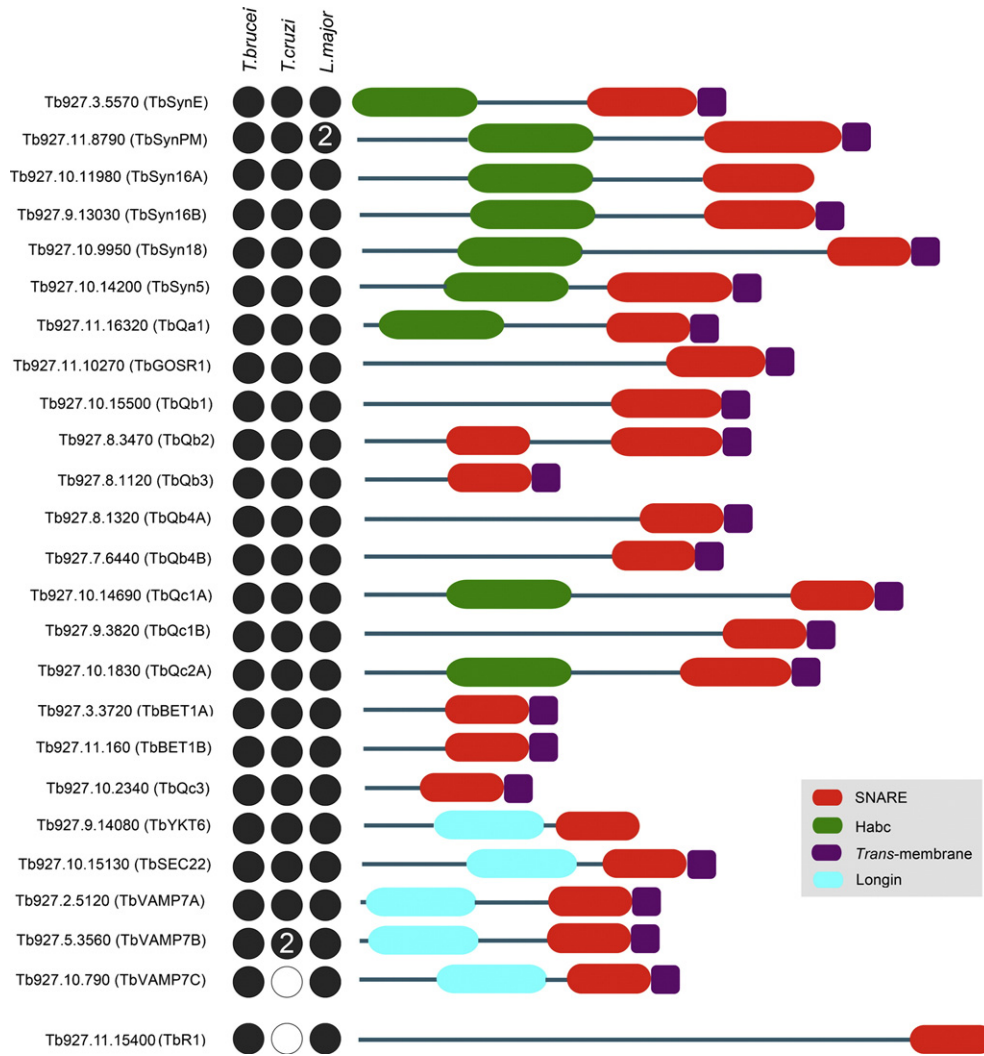 T.brucei
T.cruzi
L.major
Tb927.3.5570 (TbSynE)
Tb927.11.8790 (TbSynPM)
2
Tb927.10.11980 (TbSyn16A)
Tb927.9.13030 (TbSyn16B)
Tb927.10.9950 (TbSyn18)
Tb927.10.14200 (TbSyn5)
Tb927.11.16320 (TbQa1)
Tb927.11.10270 (TbGOSR1)
Tb927.10.15500 (TbQb1)
Tb927.8.3470 (TbQb2)
Tb927.8.1120 (TbQb3)
Tb927.8.1320 (TbQb4A)
Tb927.7.6440 (TbQb4B)
Tb927.10.14690 (TbQc1A)
Tb927.9.3820 (TbQc1B)
Tb927.10.1830 (TbQc2A)
Tb927.3.3720 (TbBET1A)
Tb927.11.160 (TbBET1B)
Tb927.10.2340 (TbQc3)
Tb927.9.14080 (TbYKT6)
Tb927.10.15130 (TbSEC22)
Tb927.2.5120 (TbVAMP7A)
Tb927.5.3560 (TbVAMP7B)
2
Tb927.10.790 (TbVAMP7C)
Tb927.11.15400 (TbR1)
SNARE
Habc
Trans-membrane
Longin